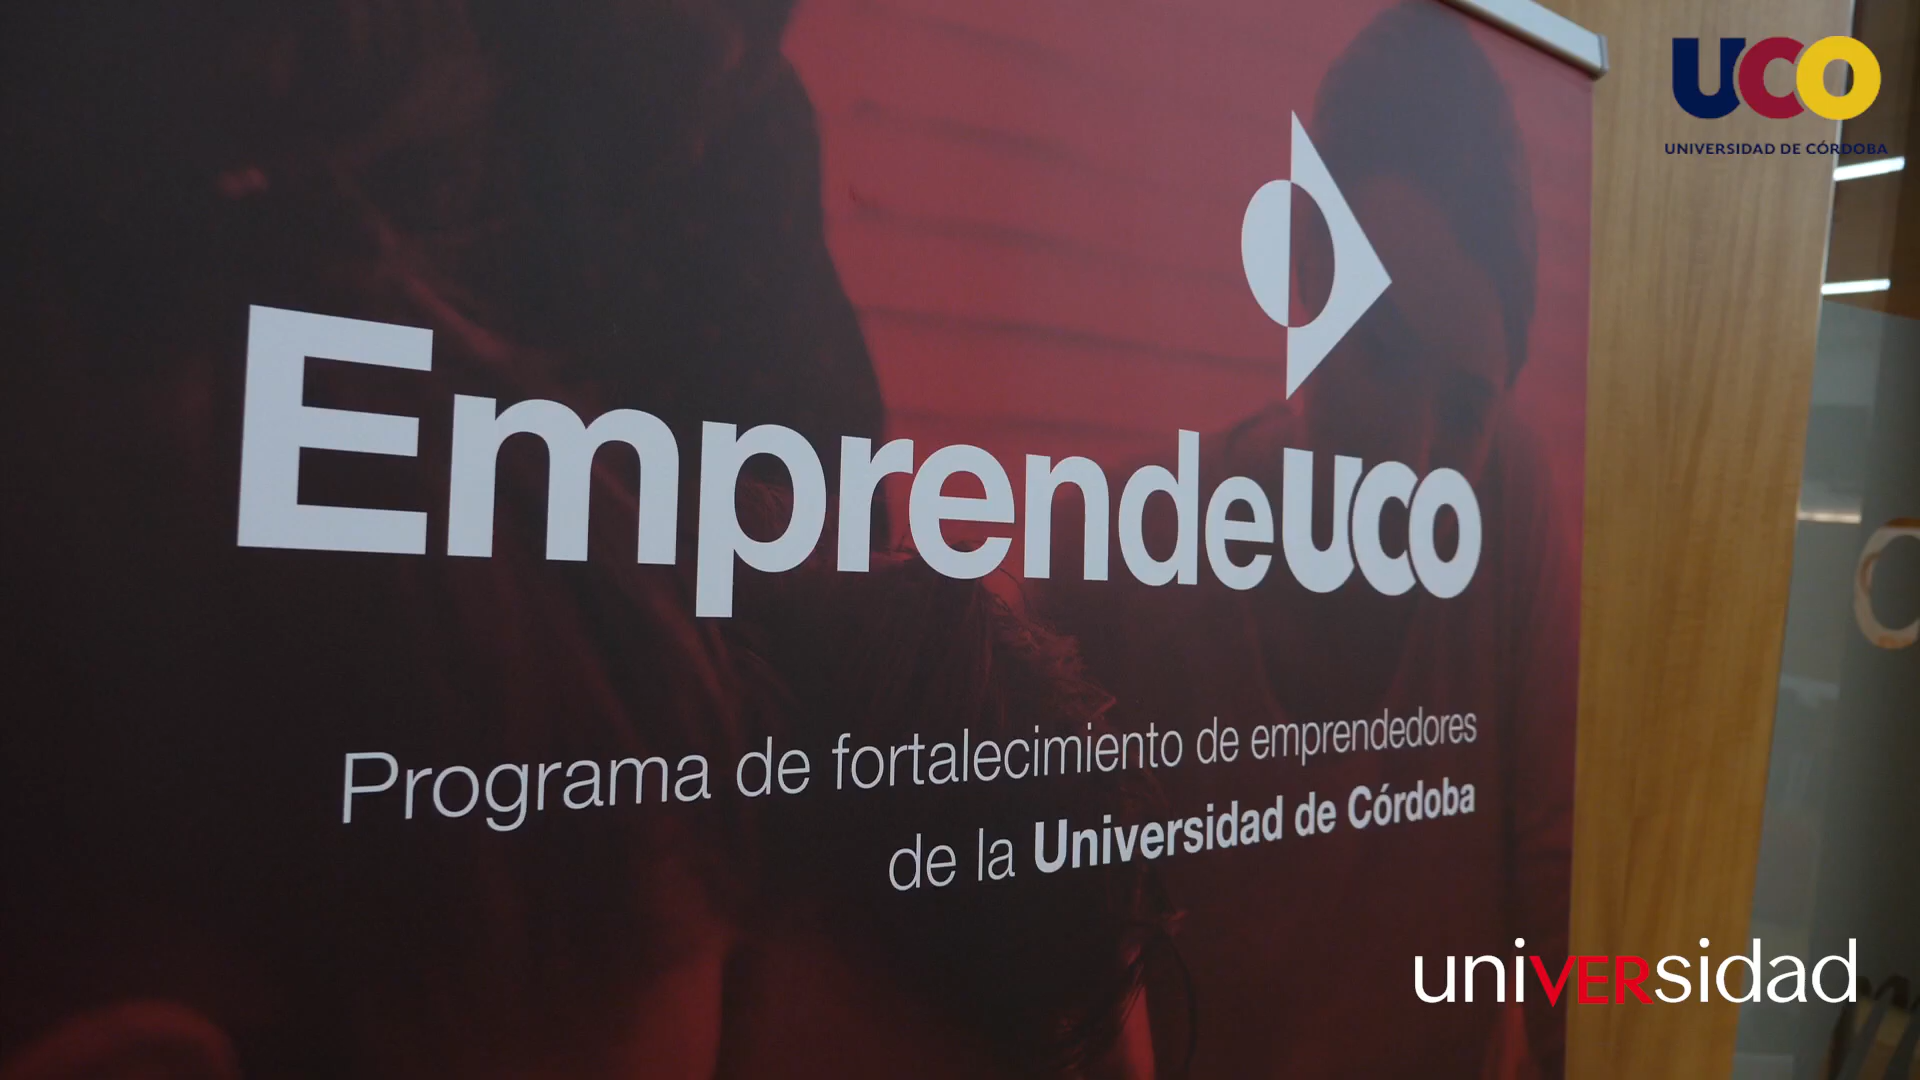 UCO
UNIVERSIDAD DE CÓRDOBA
EmprendeUCO
Programa de fortalecimiento de emprendedores
de la Universidad de Córdoba
uniVERsidad